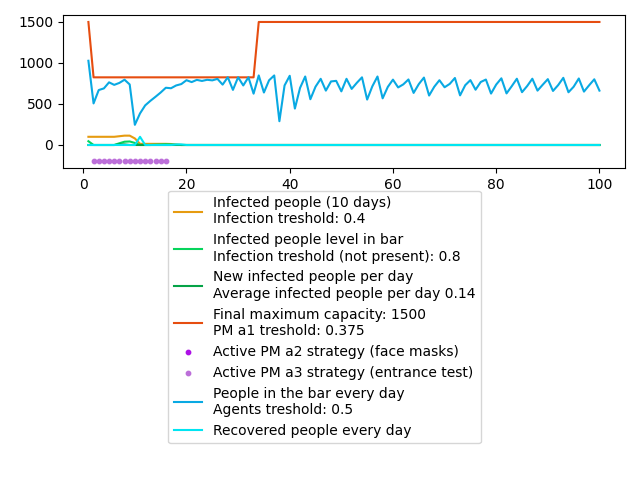 1500
1000
500
0
0
20
40
60
80
100
Infected people (10 days)
Infection treshold: 0.4
Infected people level in bar
Infection treshold (not present): 0.8
New infected people per day
Average infected people per day 0.14
Final maximum capacity: 1500
PM a1 treshold: 0.375
Active PM a2 strategy (face masks)
Active PM a3 strategy (entrance test)
People in the bar every day
Agents treshold: 0.5
Recovered people every day